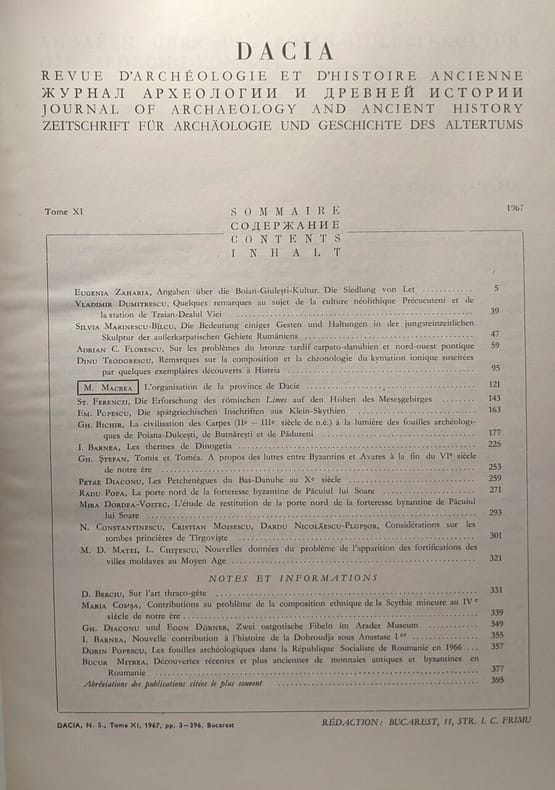 DACIA
REVUE D'ARCHÉOLOGIE ET D'HISTOIRE ANCIENNE
ЖУРНАЛ АРХЕОЛОГИИ И ДРЕВНЕЙ ИСТОРИИ
JOURNAL OF ARCHAEOLOGY AND ANCIENT HISTORY
ZEITSCHRIFT FÜR ARCHÄOLOGIE UND GESCHICHTE DES ALTERTUMS
Tome XI
SOMMAIRE
1967
СОДЕРЖАНИЕ
CONTENTS
INHALT
EUGENIA ZAHARIA, Angaben über die Boian-Giuleşti-Kultur. Die Siedlung von Leţ ........... 5
VLADIMIR DUMITRESCU, Quelques remarques au sujet de la culture néolithique Précucuteni et de
la station de Traian-Dealul Viei ........... 39
SILVIA MARINESCU-BÎLCU, Die Bedeutung einiger Gesten und Haltungen in der jungsteinzeitlichen
Skulptur der außerkarpatischen Gebiete Rumäniens ........... 47
ADRIAN C. FLORESCU, Sur les problèmes du bronze tardif carpato-danubien et nord-ouest pontique 59
DINU TEODORESCU, Remarques sur la composition et la chronologie du kymation ionique suscitées
par quelques exemplaires découverts à Histria ........... 95
M. MACREA L'organisation de la province de Dacie ........... 121
ST. FERENCZI, Die Erforschung des römischen Limes auf den Höhen des Meseşgebirges ........ 143
EM. POPESCU, Die spätgriechischen Inschriften aus Klein-Skythien ........... 163
GH. BICHIR, La civilisation des Carpes (IIe — IIIe siècle de n.è.) à la lumière des fouilles archéologi-
ques de Poiana-Dulceşti, de Butnăreşti et de Pădureni ........... 177
I. BARNEA, Les thermes de Dinogetia ........... 225
GH. ŞTEFAN, Tomis et Toméa. A propos des luttes entre Byzantins et Avares à la fin du VIe siècle
de notre ère ........... 253
PETRE DIACONU, Les Petchenègues du Bas-Danube au Xe siècle ........... 259
RADU POPA, La porte nord de la forteresse byzantine de Păcuiul lui Soare ........... 271
MIRA DORDEA-VOITEC, L'étude de restitution de la porte nord de la forteresse byzantine de Păcuiul
lui Soare ........... 293
N. CONSTANTINESCU, CRISTIAN MOISESCU, DARDU NICOLĂESCU-PLOPŞOR, Considérations sur les
tombes princières de Tîrgovişte ........... 301
M. D. MATEI, L. CHIŢESCU, Nouvelles données du problème de l'apparition des fortifications des
villes moldaves au Moyen Age ........... 321
NOTES ET INFORMATIONS
D. BERCIU, Sur l'art thraco-gète ........... 331
MARIA COMŞA, Contributions au problème de la composition ethnique de la Scythie mineure au IVe
siècle de notre ère ........... 339
GH. DIACONU und EGON DÖRNER, Zwei ostgotische Fibeln im Arader Museum ........... 349
I. BARNEA, Nouvelle contribution à l'histoire de la Dobroudja sous Anastase Ier ........... 355
DORIN POPESCU, Les fouilles archéologiques dans la République Socialiste de Roumanie en 1966.... 357
BUCUR MITREA, Découvertes récentes et plus anciennes de monnaies antiques et byzantines en
Roumanie ........... 377
Abréviations des publications citées le plus souvent ........... 395
DACIA, N. S., Tome XI, 1967, pp. 3—396, Bucarest
RÉDACTION: BUCAREST, 11, STR. I. C. FRIMU